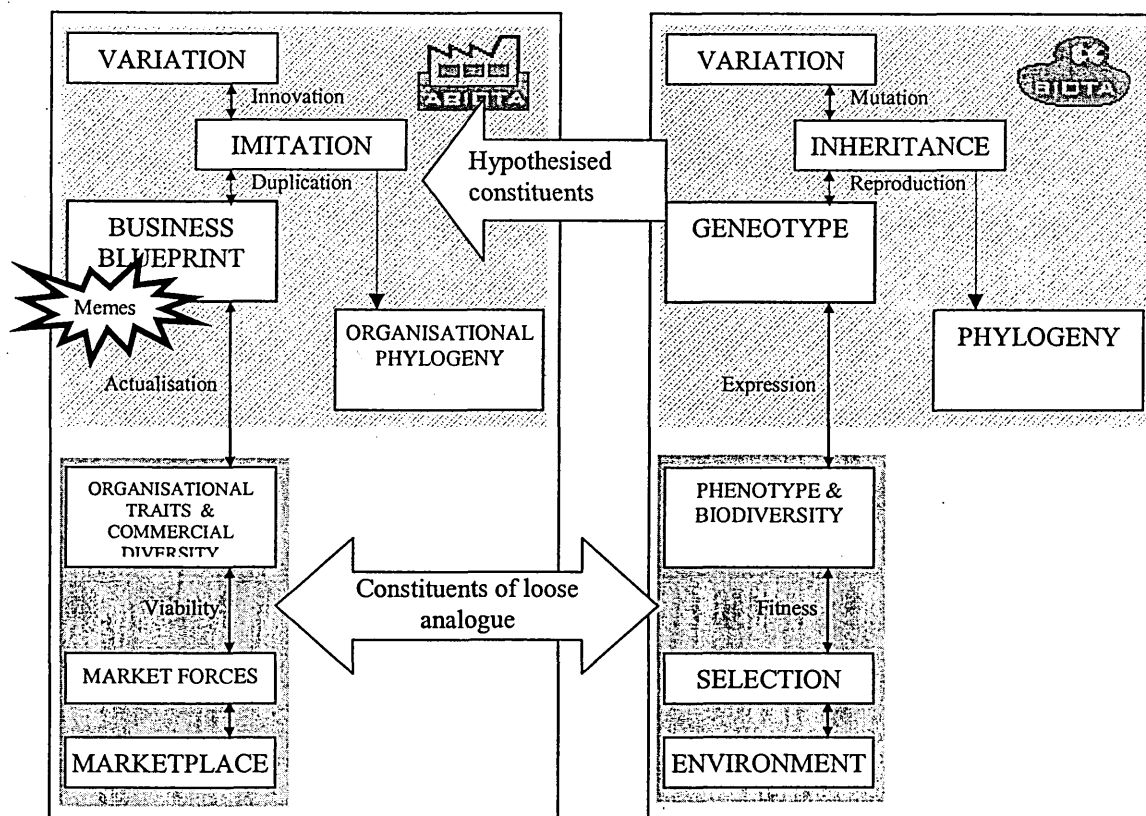 VARIATION
Innovation
ABIOTA
IMITATION
Duplication
BUSINESS
BLUEPRINT
Memes
Actualisation
ORGANISATIONAL
PHYLOGENY
ORGANISATIONAL
TRAITS &
COMMERCIAL
DIVERSITY
Viability
MARKET FORCES
MARKETPLACE
Hypothesised
constituents
Constituents of loose
analogue
VARIATION
Mutation
BIOTA
INHERITANCE
Reproduction
GENEOTYPE
PHYLOGENY
Expression
PHENOTYPE &
BIODIVERSITY
Fitness
SELECTION
ENVIRONMENT